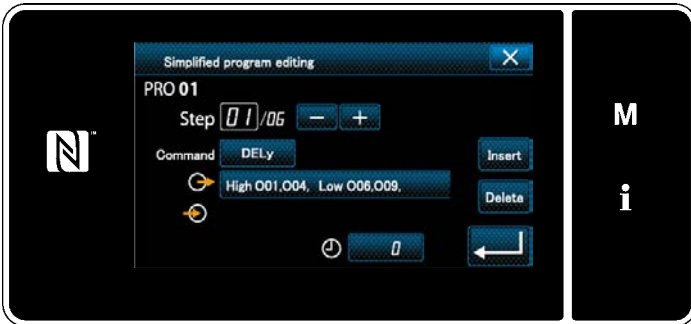 Simplified program editing
PRO 01
Step 01/06 − +
Command DELy Insert
High O01,O04, Low O06,O09,
Delete
0
N™
M
i